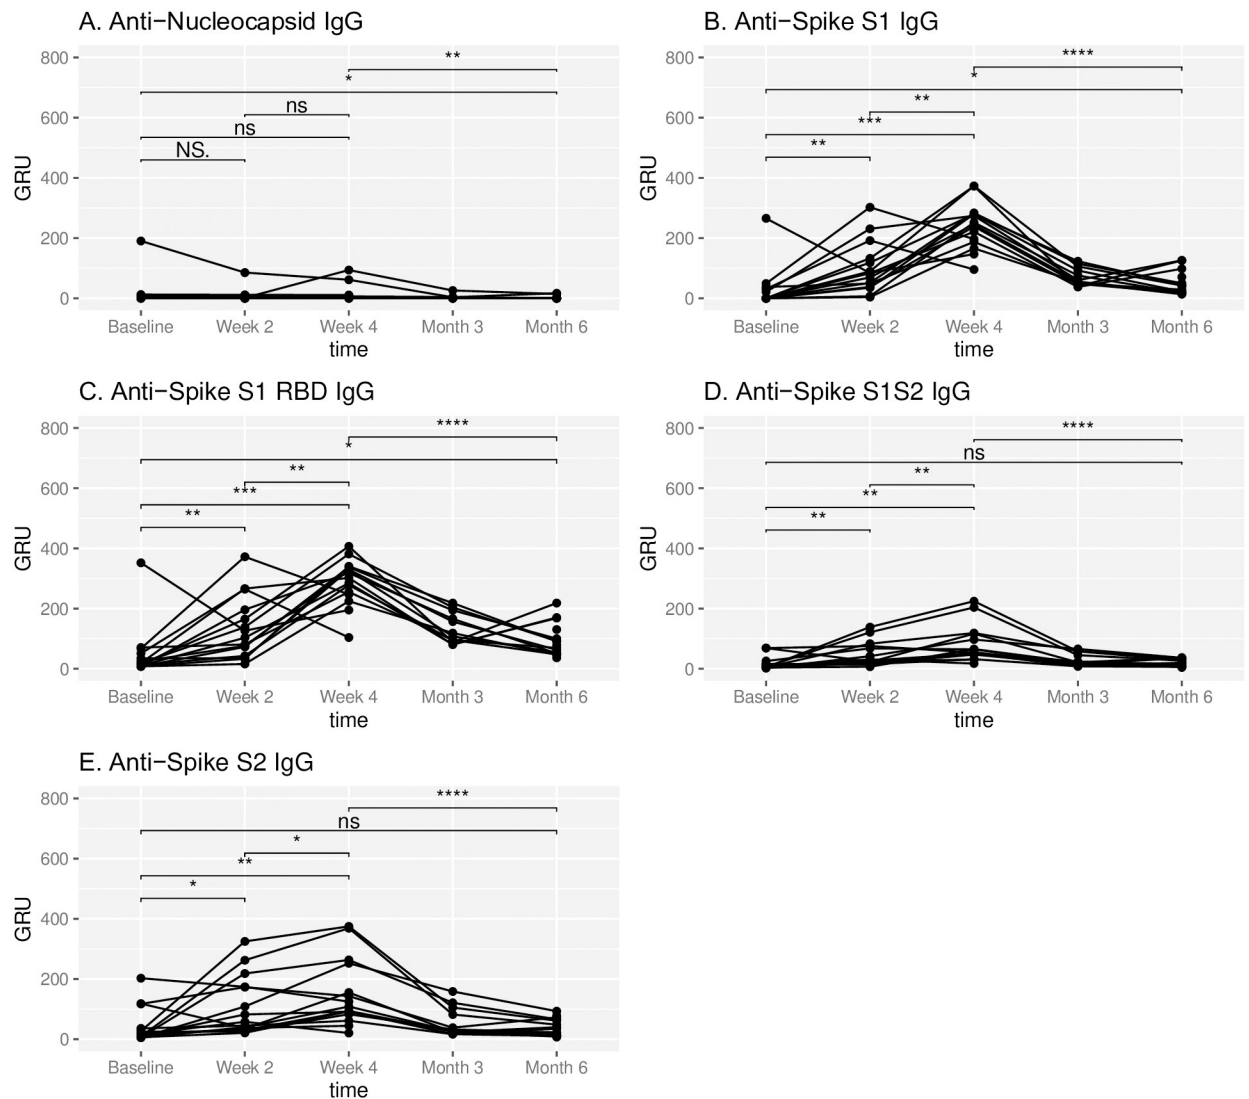 A. Anti−Nucleocapsid IgG
**
*
ns
ns
NS.
800
600
400
200
0
GRU
Baseline Week 2 Week 4 Month 3 Month 6
time
B. Anti−Spike S1 IgG
****
*
**
***
**
800
600
400
200
0
GRU
Baseline Week 2 Week 4 Month 3 Month 6
time
C. Anti−Spike S1 RBD IgG
****
*
**
***
**
800
600
400
200
0
GRU
Baseline Week 2 Week 4 Month 3 Month 6
time
D. Anti−Spike S1S2 IgG
****
ns
**
**
**
800
600
400
200
0
GRU
Baseline Week 2 Week 4 Month 3 Month 6
time
E. Anti−Spike S2 IgG
****
ns
*
**
*
800
600
400
200
0
GRU
Baseline Week 2 Week 4 Month 3 Month 6
time